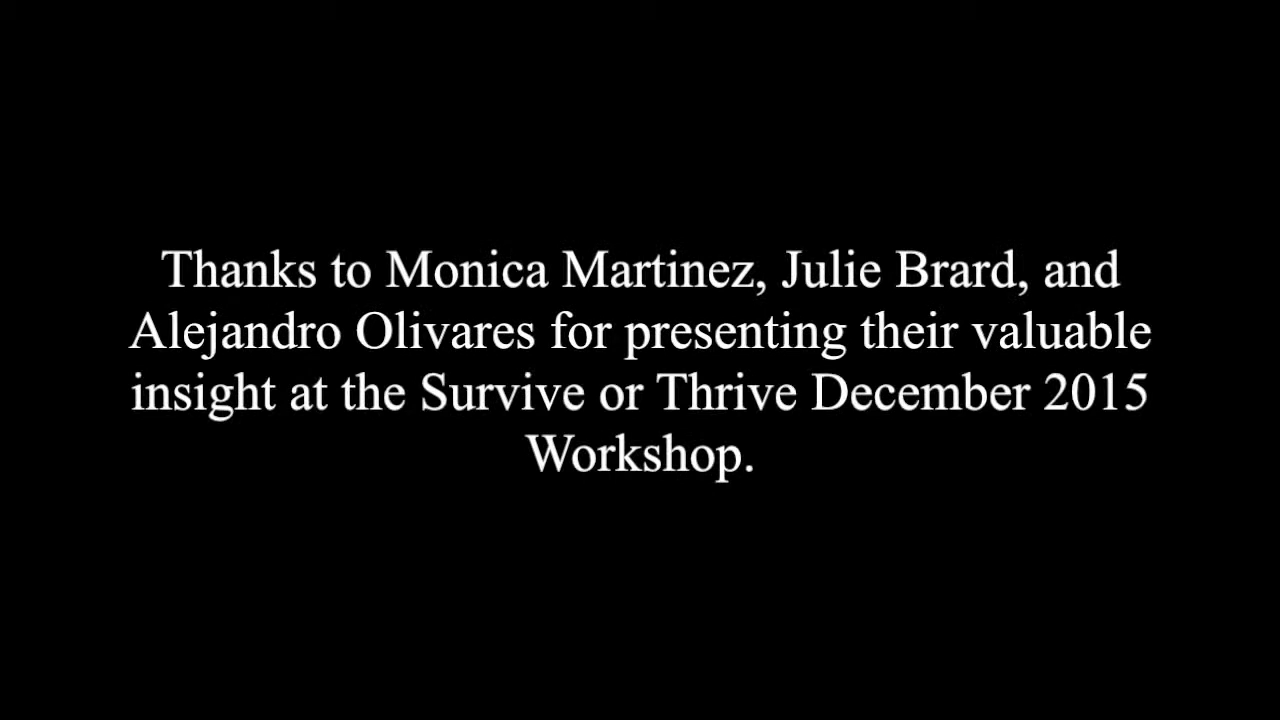 Thanks to Monica Martinez, Julie Brard, and
Alejandro Olivares for presenting their valuable
insight at the Survive or Thrive December 2015
Workshop.